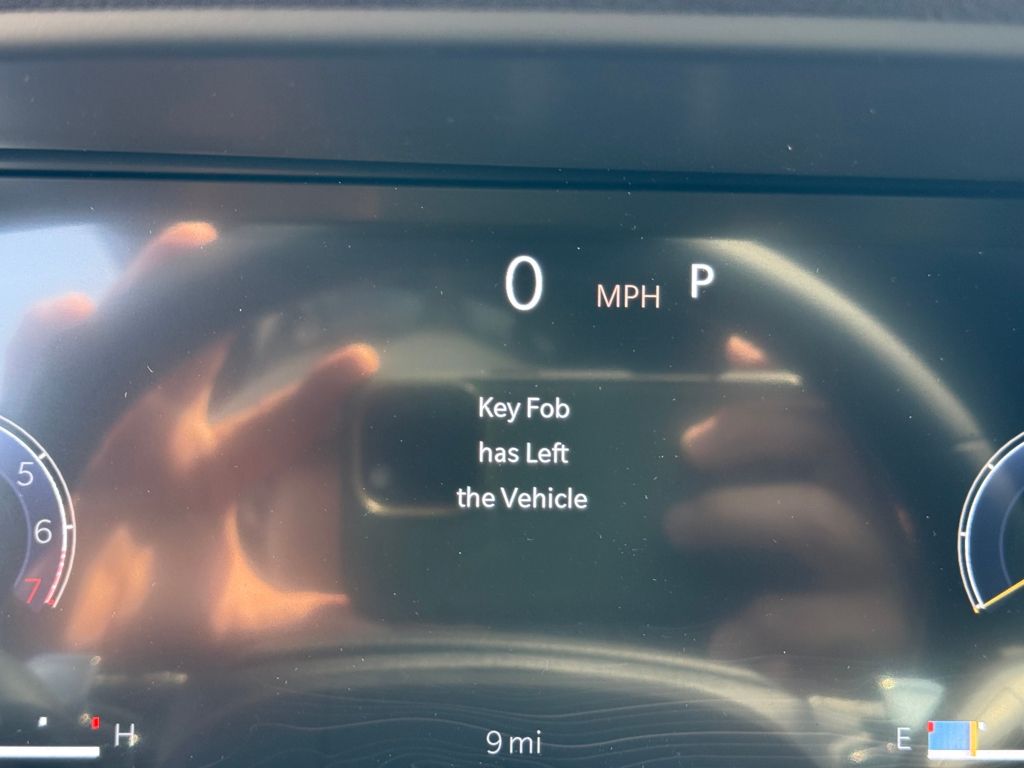 0 MPH P
Key Fob
has Left
the Vehicle
5
6
7
H
9 mi
E